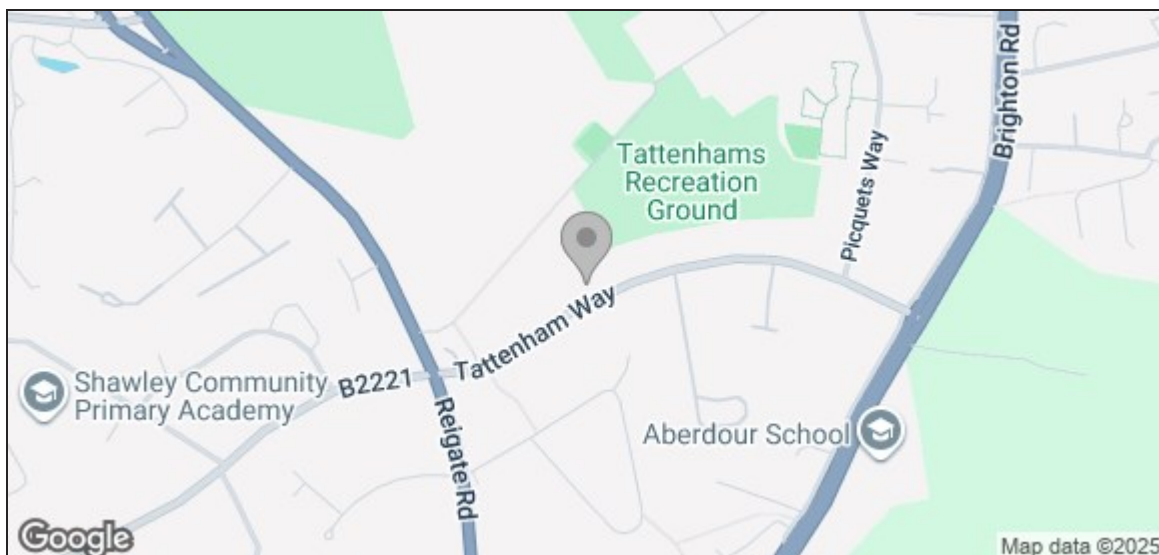 Tattenhams
Recreation
Ground
Brighton Rd
Picquets Way
Tattenham Way
B2221
Shawley Community
Primary Academy
Reigate Rd
Aberdour School
Google
Map data ©2025